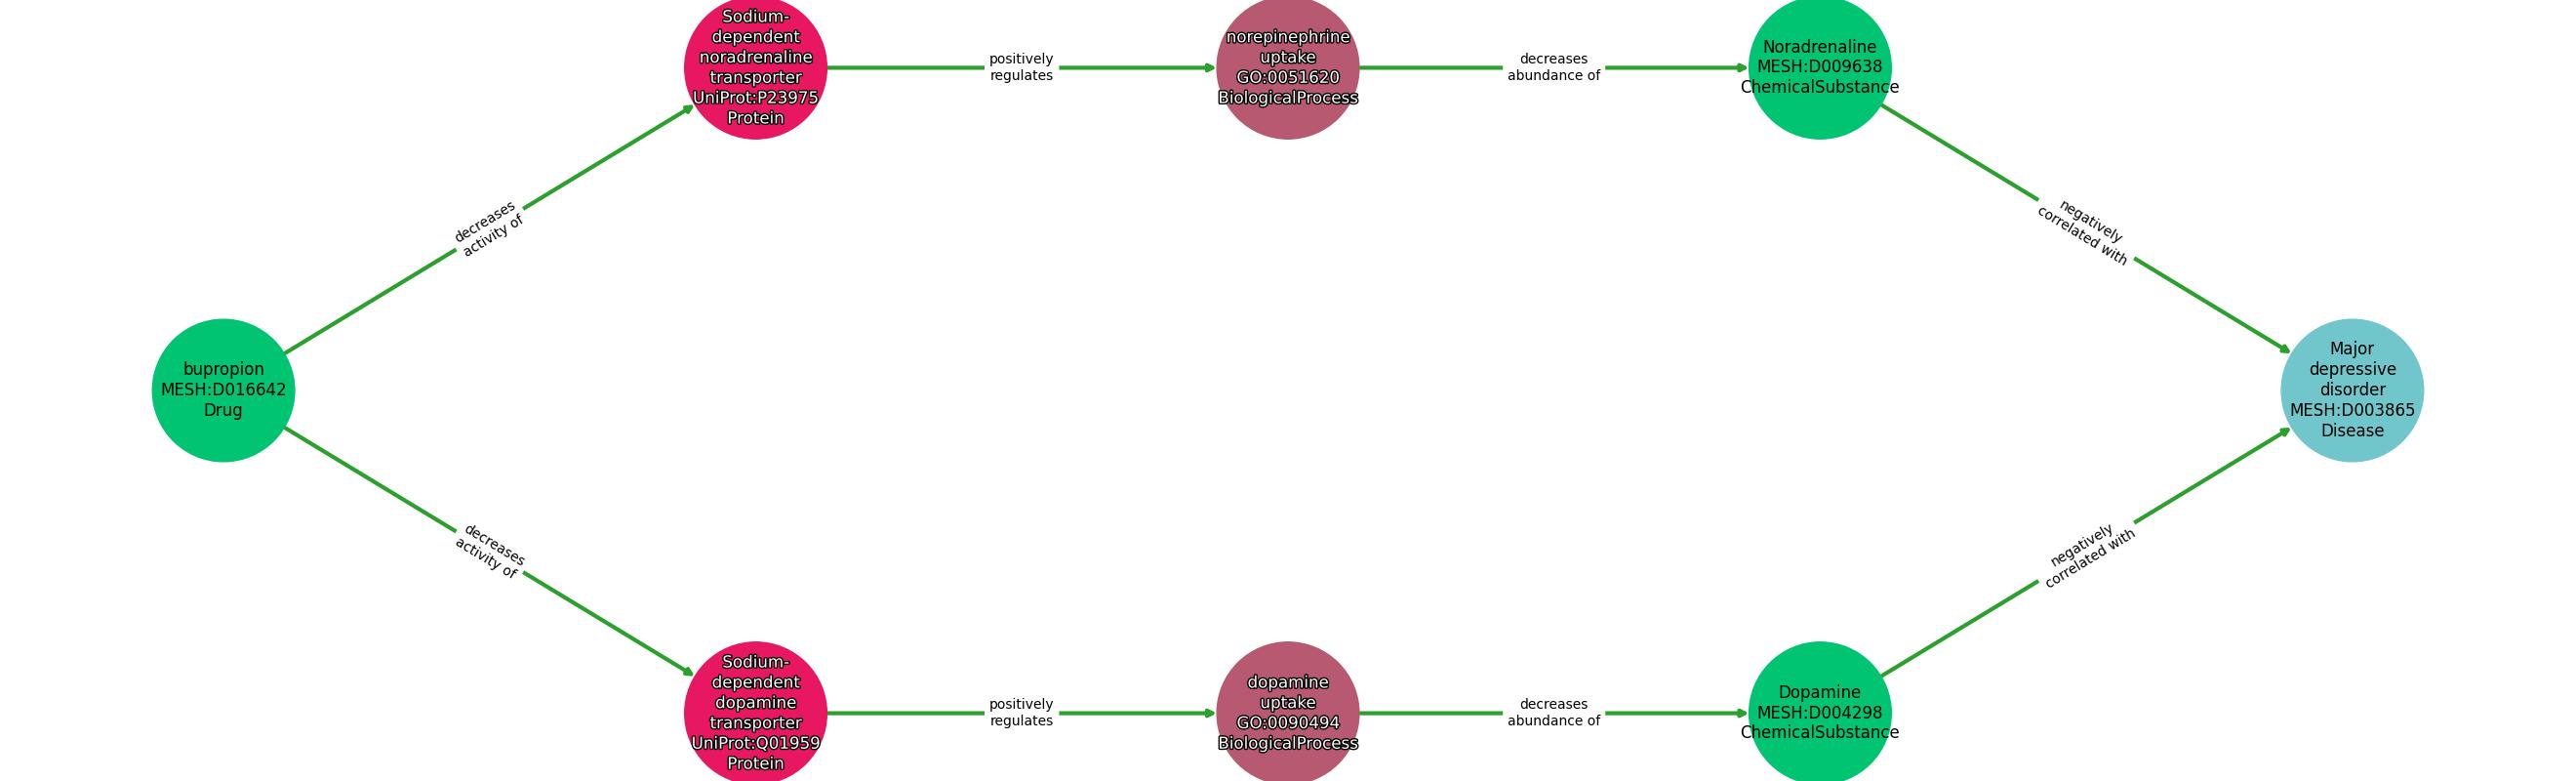 Sodium-
dependent
noradrenaline
transporter
UniProt:P23975
Protein
positively
regulates
norepinephrine
uptake
GO:0051620
BiologicalProcess
decreases
abundance of
Noradrenaline
MESH:D009638
ChemicalSubstance
decreases
activity of
negatively
correlated with
bupropion
MESH:D016642
Drug
Major
depressive
disorder
MESH:D003865
Disease
decreases
activity of
negatively
correlated with
Sodium-
dependent
dopamine
transporter
UniProt:Q01959
Protein
positively
regulates
dopamine
uptake
GO:0090494
BiologicalProcess
decreases
abundance of
Dopamine
MESH:D004298
ChemicalSubstance